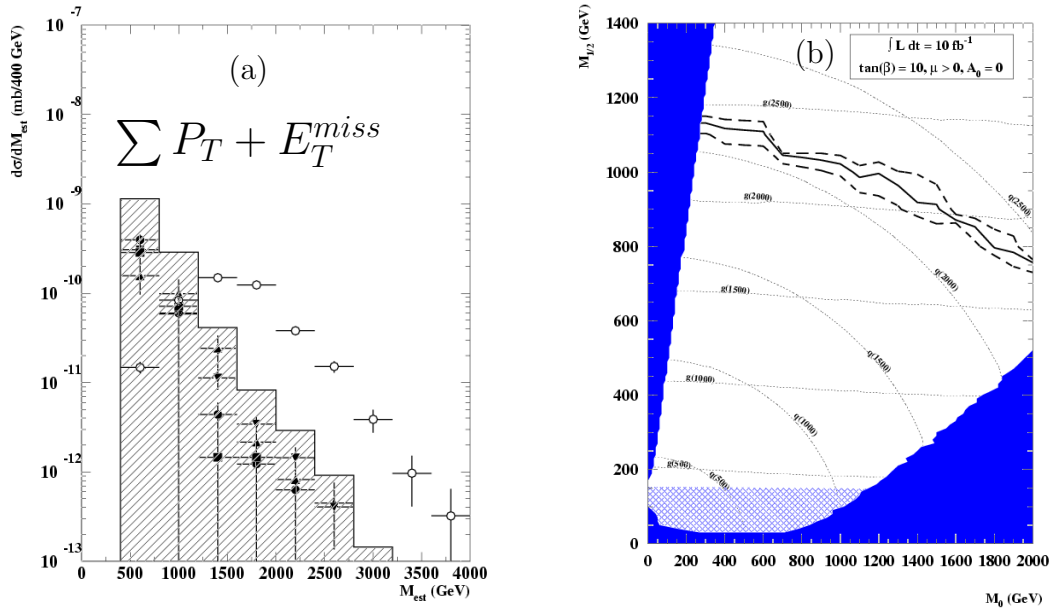 (a)
∑ P_T + E_T^{miss}
dσ/dM_est (mb/400 GeV)
10^-7
10^-8
10^-9
10^-10
10^-11
10^-12
10^-13
0 500 1000 1500 2000 2500 3000 3500 4000
M_est (GeV)
(b)
∫ L dt = 10 fb^-1
tan(β) = 10, μ > 0, A_0 = 0
M_1/2 (GeV)
1400
1200
1000
800
600
400
200
0
g(2500)
q(2500)
g(2000)
q(2000)
g(1500)
q(1500)
g(1000)
q(1000)
g(500)
q(500)
0 200 400 600 800 1000 1200 1400 1600 1800 2000
M_0 (GeV)